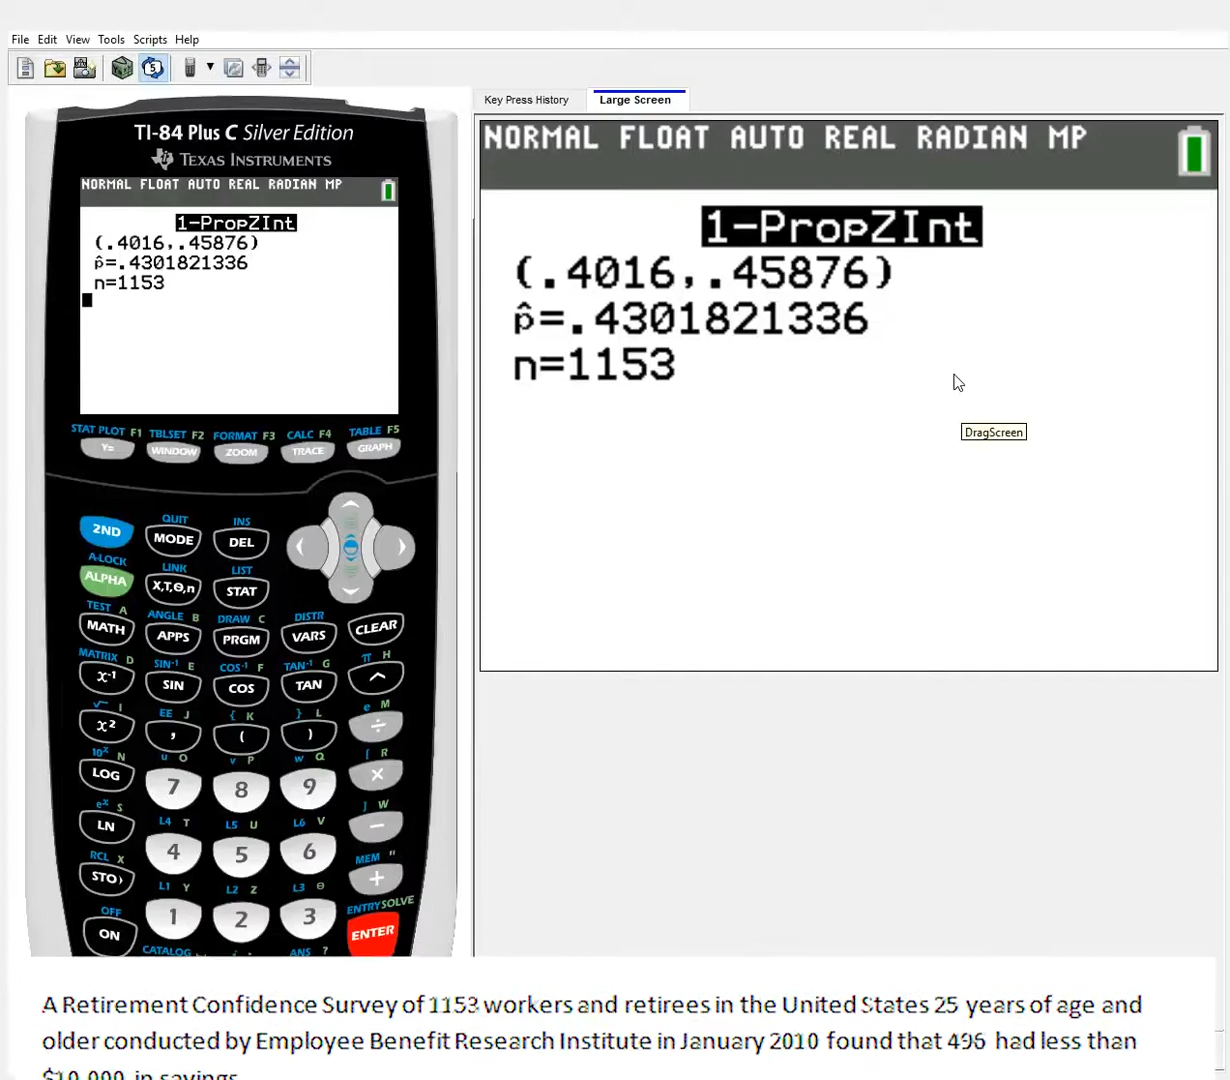 File Edit View Tools Scripts Help
Key Press History
Large Screen
TI-84 Plus C Silver Edition
TEXAS INSTRUMENTS
NORMAL FLOAT AUTO REAL RADIAN MP
1-PropZInt
(.4016,.45876)
p̂=.4301821336
n=1153
NORMAL FLOAT AUTO REAL RADIAN MP
1-PropZInt
(.4016,.45876)
p̂=.4301821336
n=1153
DragScreen
STAT PLOT F1 TBLSET F2 FORMAT F3 CALC F4 TABLE F5
Y= WINDOW ZOOM TRACE GRAPH
QUIT INS
2ND MODE DEL
A-LOCK LINK LIST
ALPHA X,T,Θ,n STAT
TEST A ANGLE B DRAW C DISTR
MATH APPS PRGM VARS CLEAR
MATRIX D SIN⁻¹ E COS⁻¹ F TAN⁻¹ G π H
x⁻¹ SIN COS TAN ^
√ I EE J { K } L e M
x² , ( ) ÷
10ˣ N u O v P w Q [ R
LOG 7 8 9 ×
eˣ S L4 T L5 U L6 V ] W
LN 4 5 6 −
RCL X L1 Y L2 Z L3 θ MEM "
STO› 1 2 3 +
OFF ENTRY SOLVE
ON ENTER
CATALOG i : ANS ?
A Retirement Confidence Survey of 1153 workers and retirees in the United States 25 years of age and
older conducted by Employee Benefit Research Institute in January 2010 found that 496 had less than
$10,000 in savings